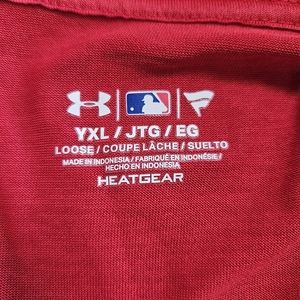 YXL / JTG / EG
LOOSE / COUPE LÂCHE / SUELTO
MADE IN INDONESIA / FABRIQUÉ EN INDONÉSIE /
HECHO EN INDONESIA
HEATGEAR